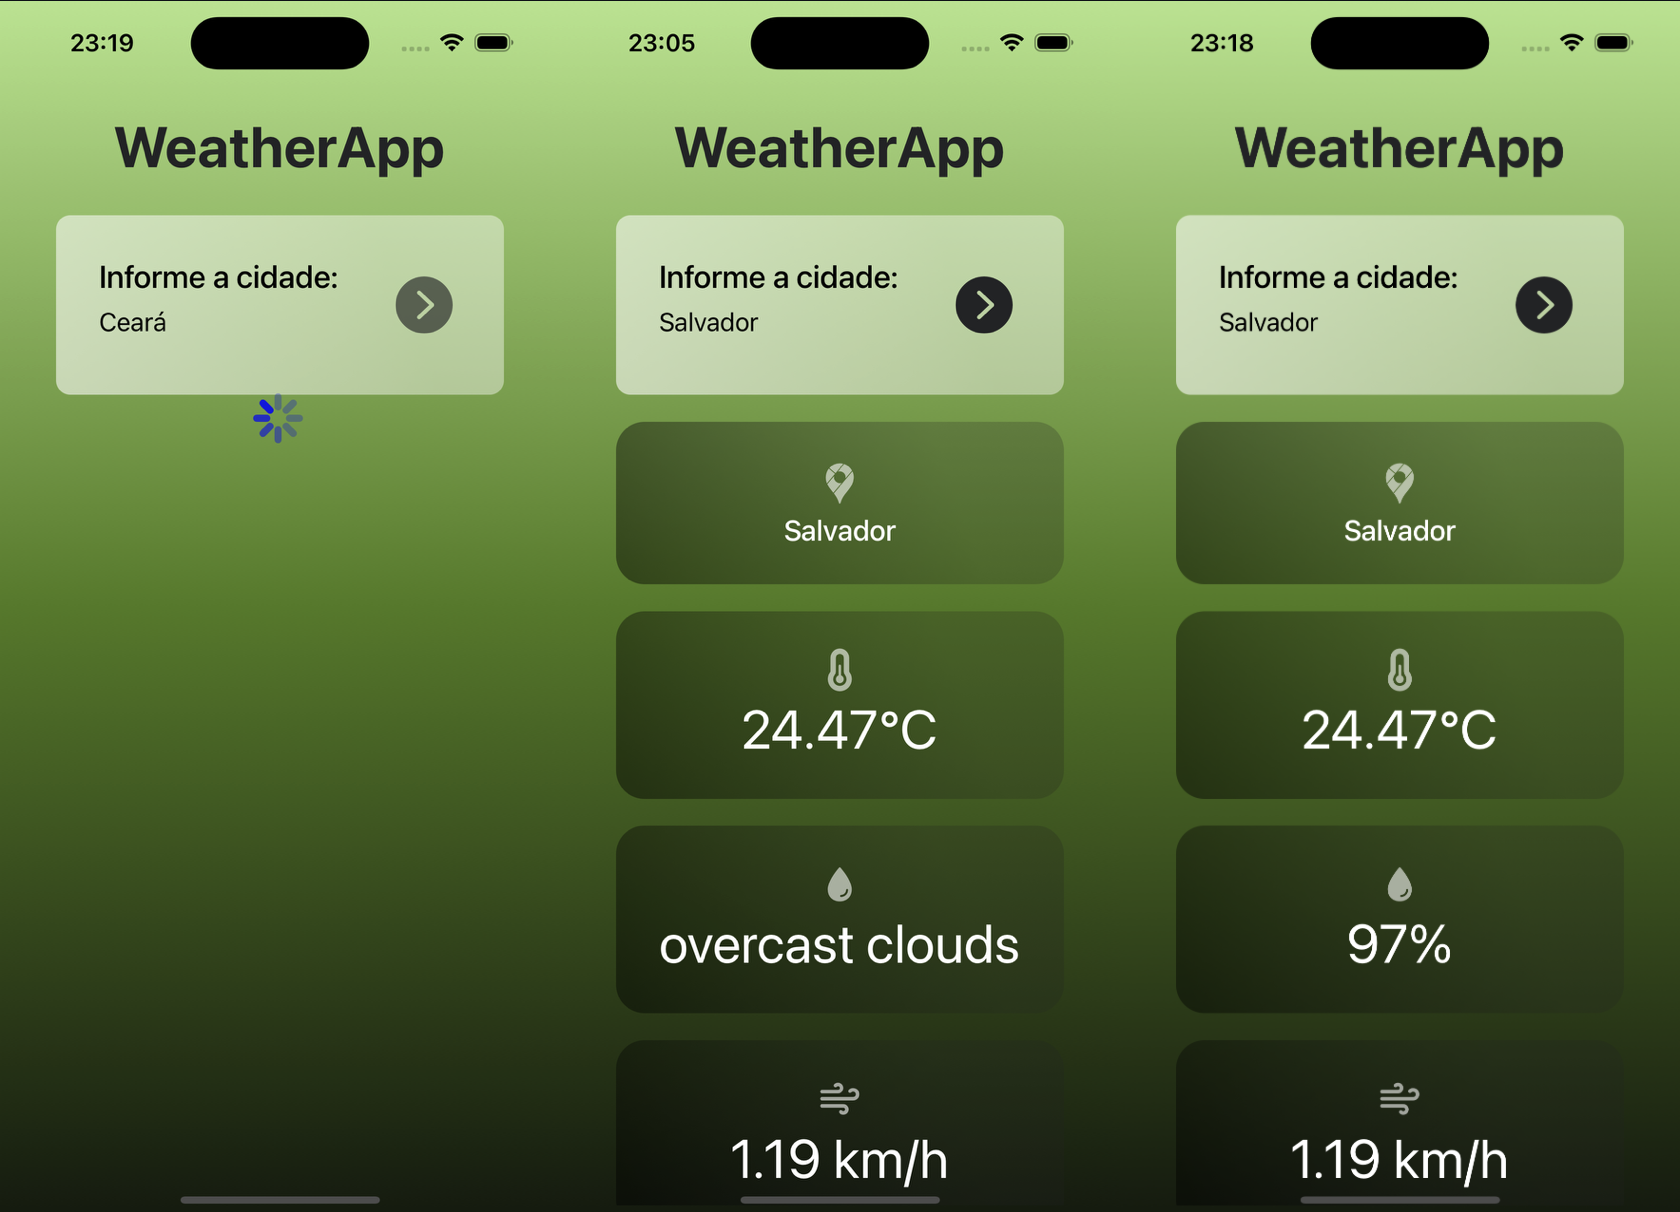 23:19
WeatherApp
Informe a cidade:
Ceará
23:05
WeatherApp
Informe a cidade:
Salvador
Salvador
24.47°C
overcast clouds
1.19 km/h
23:18
WeatherApp
Informe a cidade:
Salvador
Salvador
24.47°C
97%
1.19 km/h